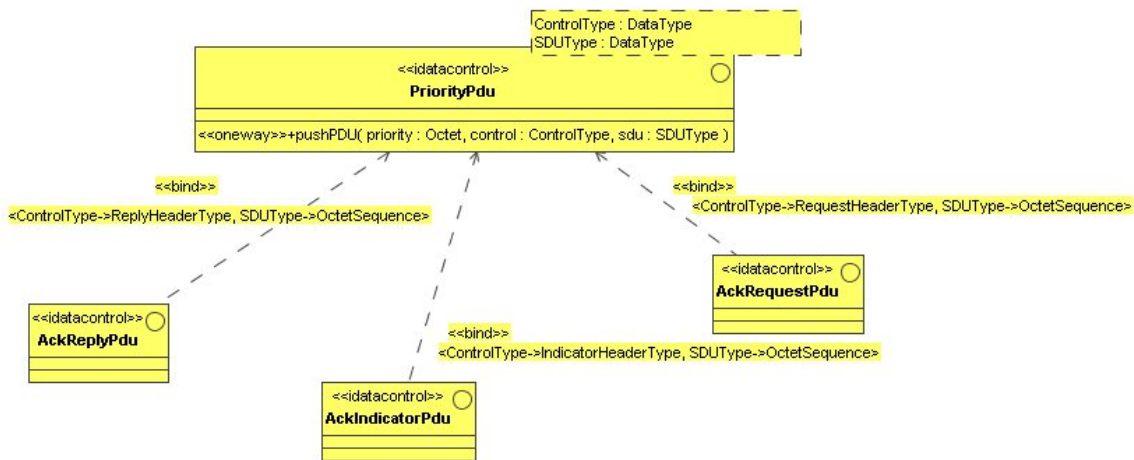 ControlType : DataType
SDUType : DataType
<<idatacontrol>>
PriorityPdu
<<oneway>>+pushPDU( priority : Octet, control : ControlType, sdu : SDUType )
<<bind>>
<ControlType->ReplyHeaderType, SDUType->OctetSequence>
<<bind>>
<ControlType->RequestHeaderType, SDUType->OctetSequence>
<<idatacontrol>>
AckRequestPdu
<<idatacontrol>>
AckReplyPdu
<<bind>>
<ControlType->IndicatorHeaderType, SDUType->OctetSequence>
<<idatacontrol>>
AckIndicatorPdu